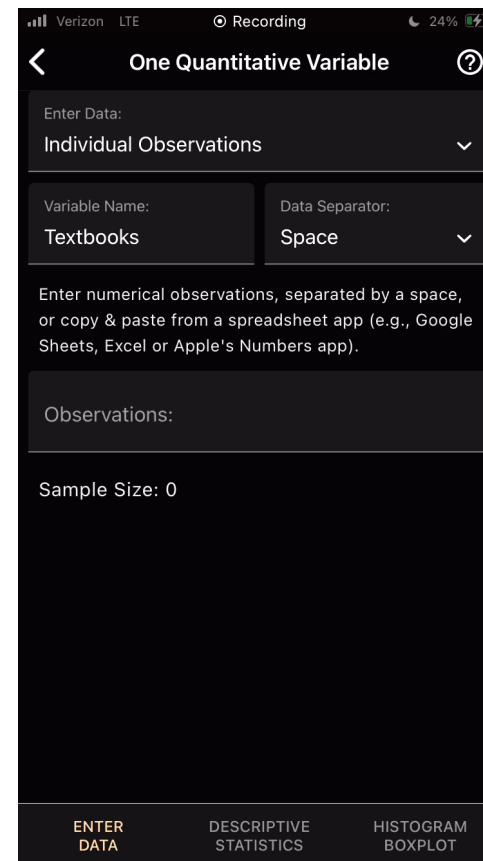 Verizon LTE Recording 24%
One Quantitative Variable
Enter Data:
Individual Observations
Variable Name: Data Separator:
Textbooks Space
Enter numerical observations, separated by a space,
or copy & paste from a spreadsheet app (e.g., Google
Sheets, Excel or Apple's Numbers app).
Observations:
Sample Size: 0
ENTER DESCRIPTIVE HISTOGRAM
DATA STATISTICS BOXPLOT